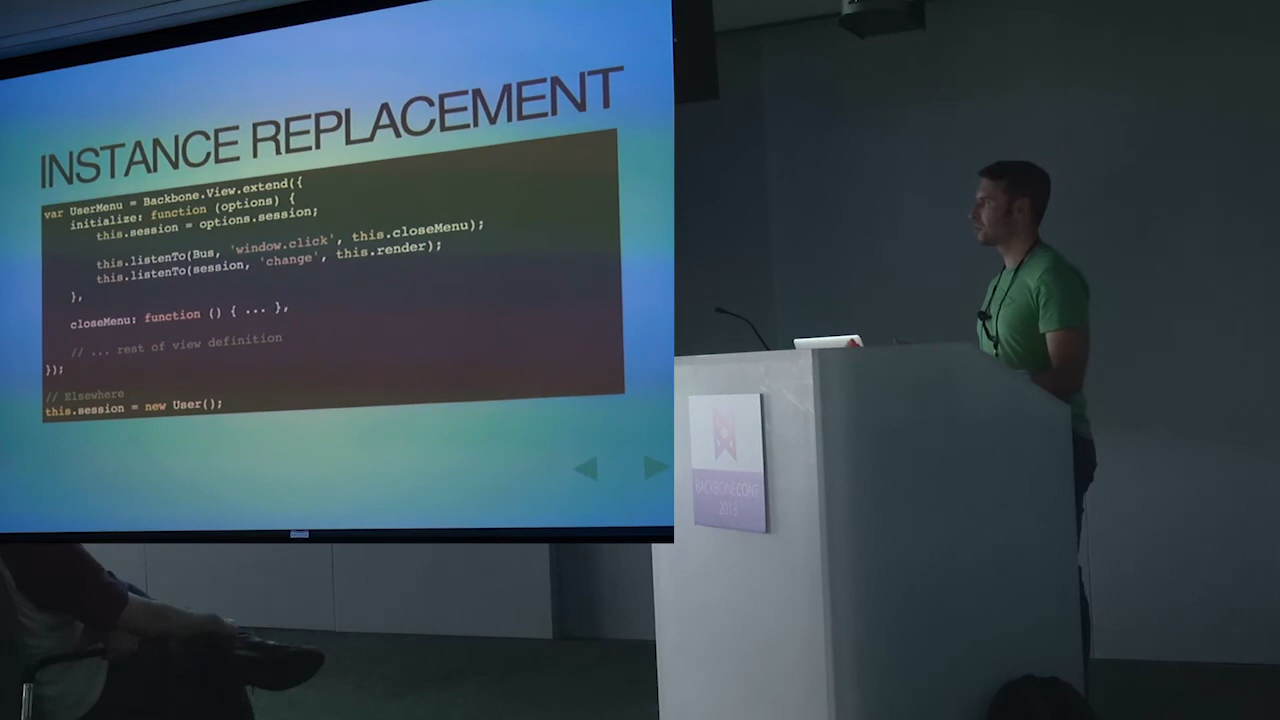 INSTANCE REPLACEMENT
var UserMenu = Backbone.View.extend({
initialize: function (options) {
this.session = options.session;
this.listenTo(Bus, 'window.click', this.closeMenu);
this.listenTo(session, 'change', this.render);
},
closeMenu: function () { ... },
// ... rest of view definition
});
// Elsewhere
this.session = new User();
BACKBONECONF
2013